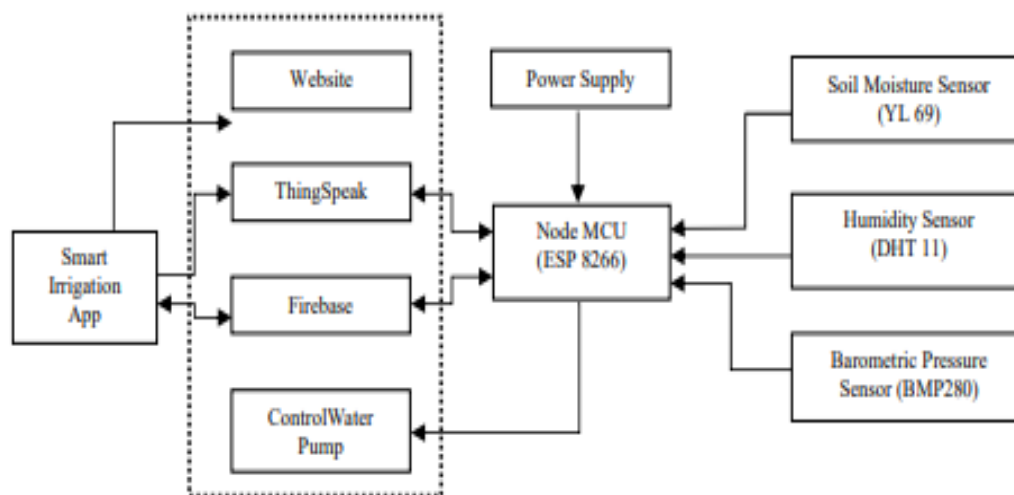 Website
Power Supply
Soil Moisture Sensor
(YL 69)
ThingSpeak
Node MCU
(ESP 8266)
Humidity Sensor
(DHT 11)
Smart
Irrigation
App
Firebase
Barometric Pressure
Sensor (BMP280)
ControlWater
Pump